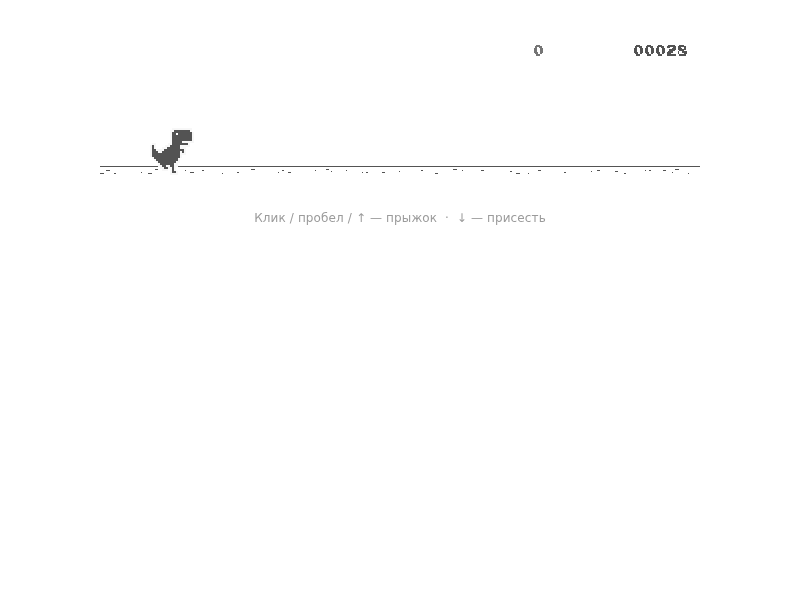 0 00028
Клик / пробел / ↑ — прыжок · ↓ — присесть